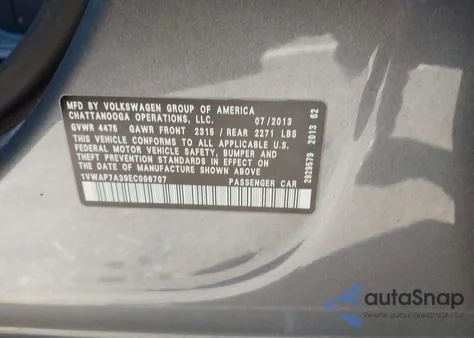 MFD BY VOLKSWAGEN GROUP OF AMERICA
CHATTANOOGA OPERATIONS, LLC. 07/2013
GVWR 4475 GAWR FRONT 2315 / REAR 2271 LBS
THIS VEHICLE CONFORMS TO ALL APPLICABLE U.S.
FEDERAL MOTOR VEHICLE SAFETY, BUMPER AND
THEFT PREVENTION STANDARDS IN EFFECT ON THE
DATE OF MANUFACTURE SHOWN ABOVE.
1VWAP7A39EC006707 PASSENGER CAR
2828579 2013 62
autoSnap